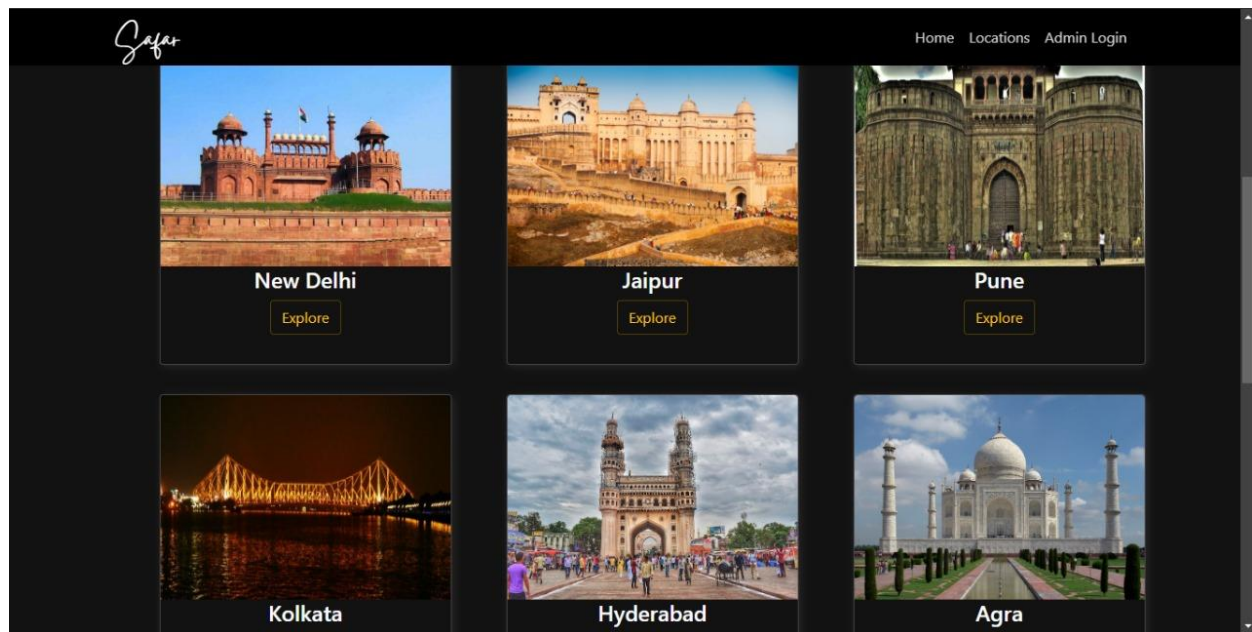 Safar
Home Locations Admin Login
New Delhi
Jaipur
Pune
Explore
Explore
Explore
Kolkata
Hyderabad
Agra